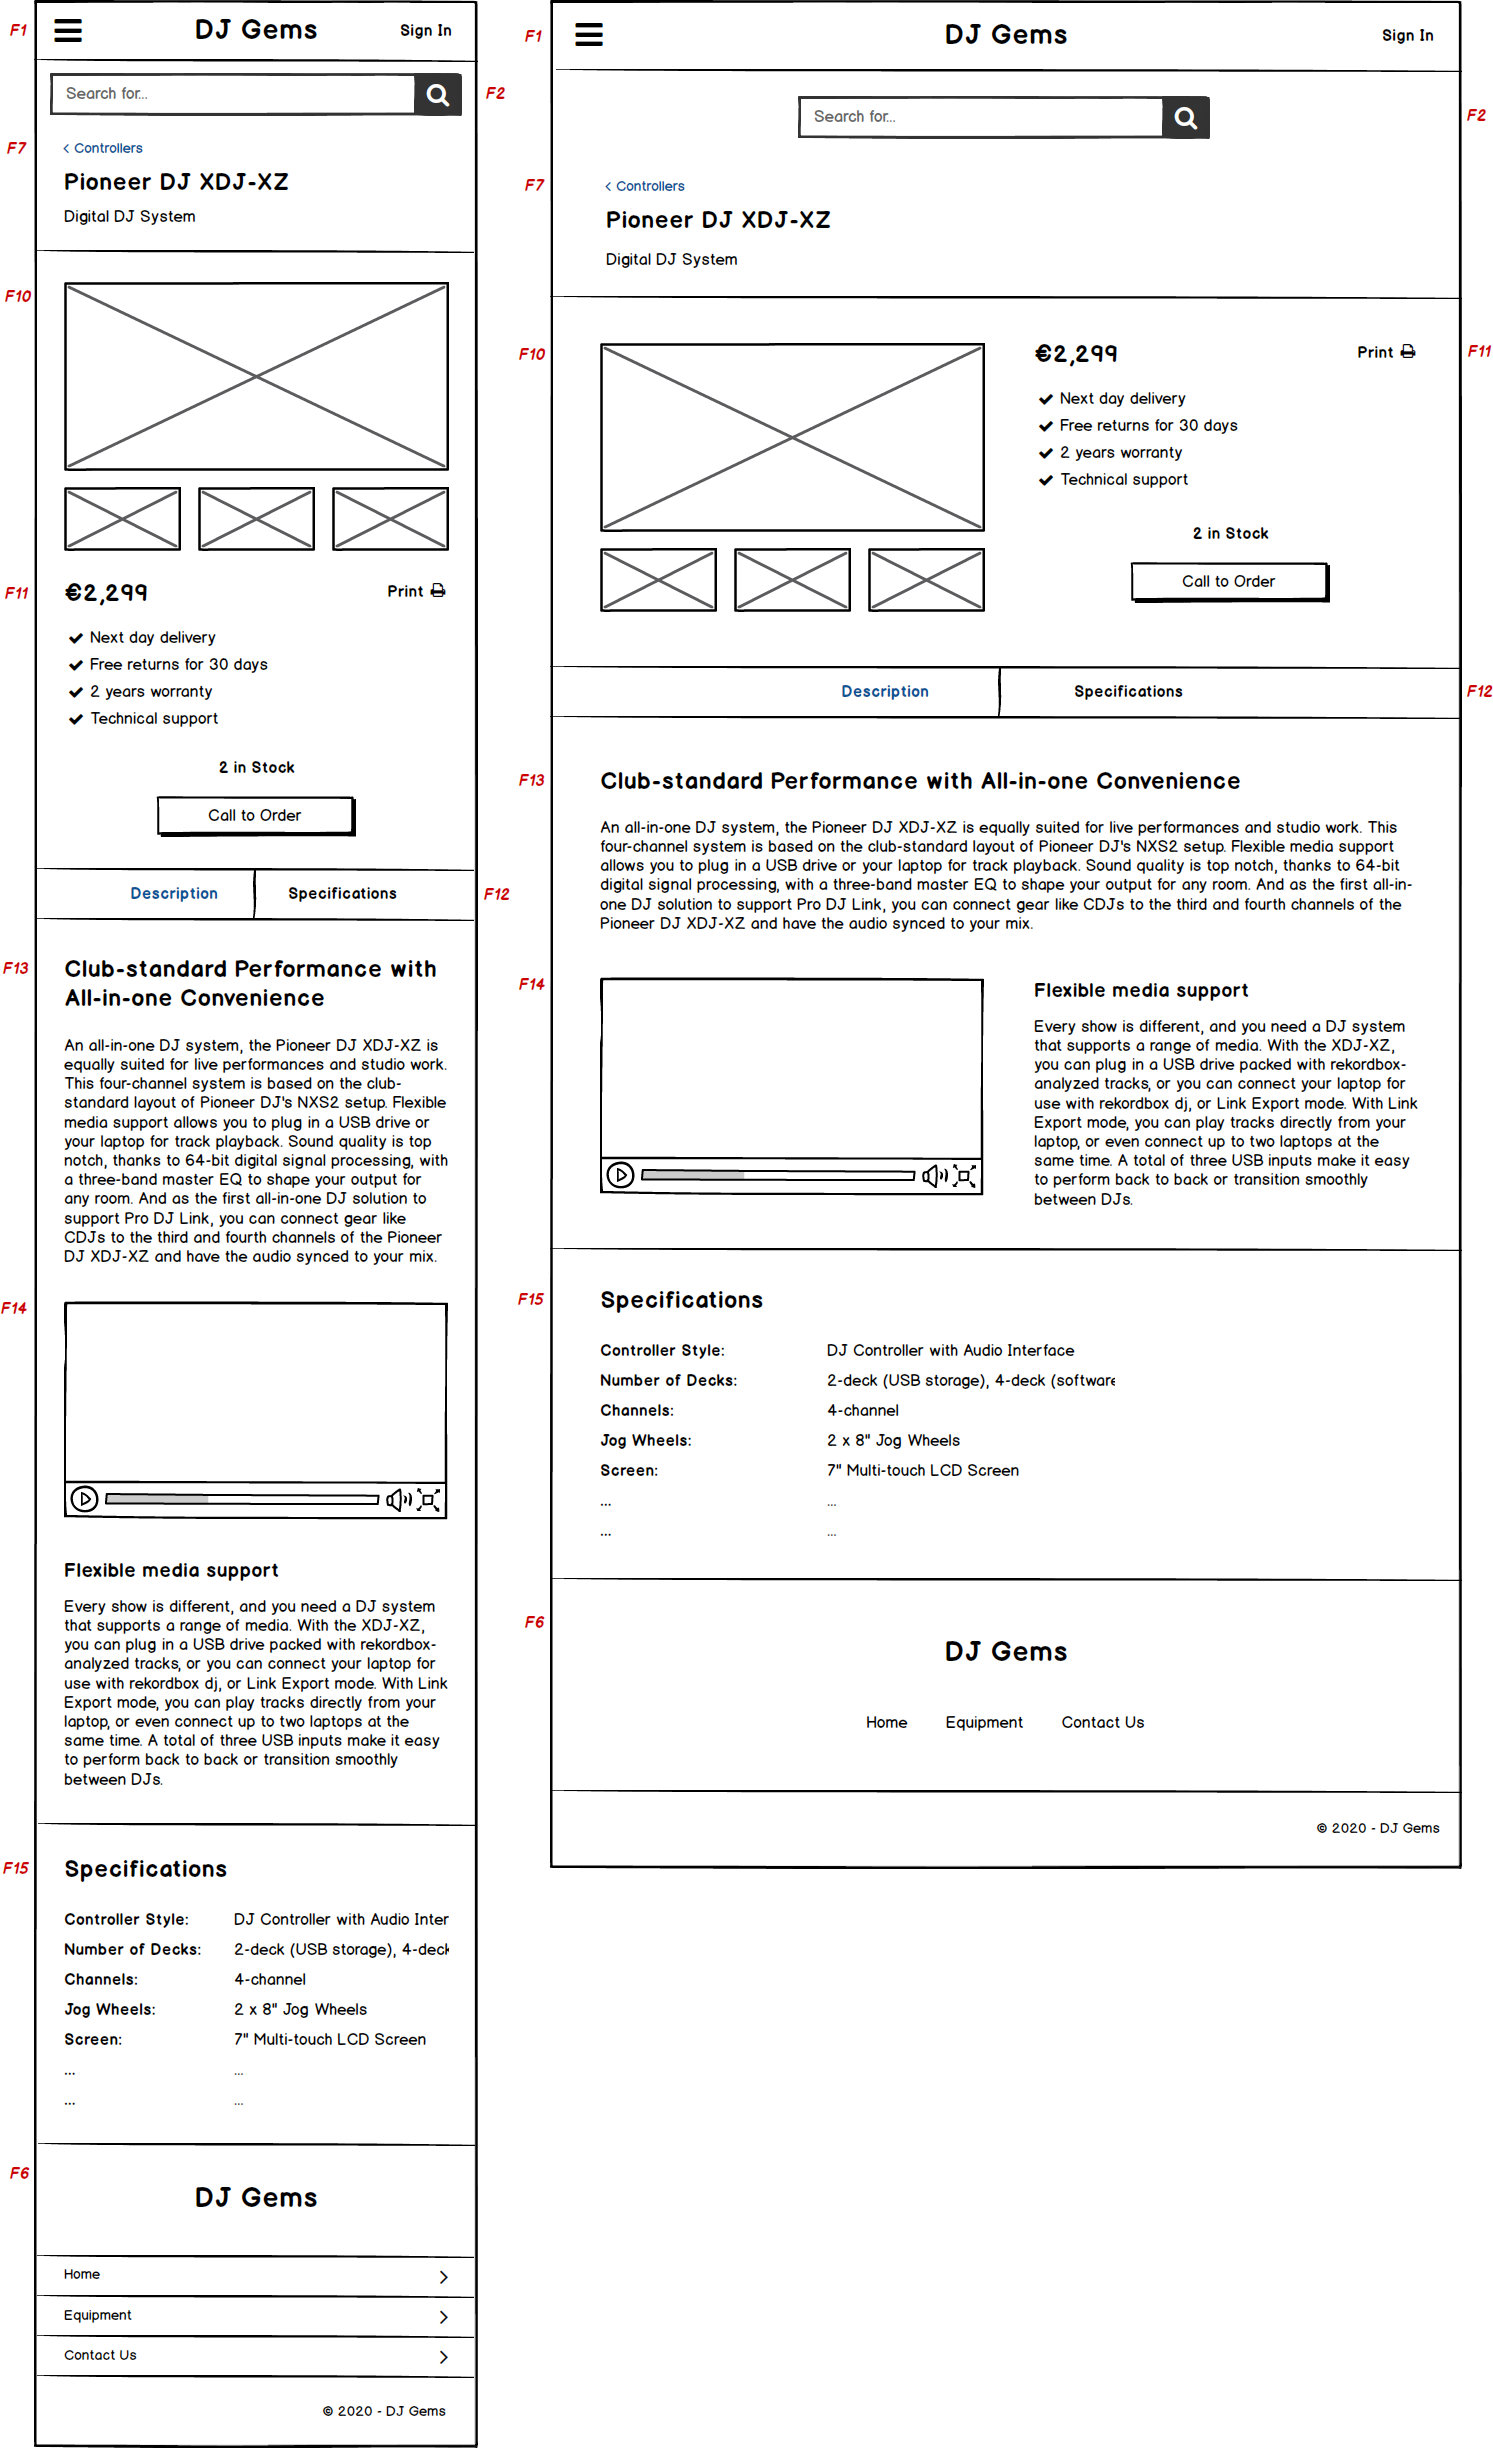 F1
DJ Gems
Sign In
Search for...
F2
F7
< Controllers
Pioneer DJ XDJ-XZ
Digital DJ System
F10
F11
€2,299
Print
Next day delivery
Free returns for 30 days
2 years worranty
Technical support
2 in Stock
Call to Order
Description
Specifications
F12
F13
Club-standard Performance with
All-in-one Convenience
An all-in-one DJ system, the Pioneer DJ XDJ-XZ is
equally suited for live performances and studio work.
This four-channel system is based on the club-
standard layout of Pioneer DJ's NXS2 setup. Flexible
media support allows you to plug in a USB drive or
your laptop for track playback. Sound quality is top
notch, thanks to 64-bit digital signal processing, with
a three-band master EQ to shape your output for
any room. And as the first all-in-one DJ solution to
support Pro DJ Link, you can connect gear like
CDJs to the third and fourth channels of the Pioneer
DJ XDJ-XZ and have the audio synced to your mix.
F14
Flexible media support
Every show is different, and you need a DJ system
that supports a range of media. With the XDJ-XZ,
you can plug in a USB drive packed with rekordbox-
analyzed tracks, or you can connect your laptop for
use with rekordbox dj, or Link Export mode. With Link
Export mode, you can play tracks directly from your
laptop, or even connect up to two laptops at the
same time. A total of three USB inputs make it easy
to perform back to back or transition smoothly
between DJs.
F15
Specifications
Controller Style: DJ Controller with Audio Inter
Number of Decks: 2-deck (USB storage), 4-deck
Channels: 4-channel
Jog Wheels: 2 x 8" Jog Wheels
Screen: 7" Multi-touch LCD Screen
... ...
... ...
F6
DJ Gems
Home
Equipment
Contact Us
© 2020 - DJ Gems
F1
DJ Gems
Sign In
Search for...
F2
F7
< Controllers
Pioneer DJ XDJ-XZ
Digital DJ System
F10
€2,299
Print
F11
Next day delivery
Free returns for 30 days
2 years worranty
Technical support
2 in Stock
Call to Order
Description
Specifications
F12
F13
Club-standard Performance with All-in-one Convenience
An all-in-one DJ system, the Pioneer DJ XDJ-XZ is equally suited for live performances and studio work. This
four-channel system is based on the club-standard layout of Pioneer DJ's NXS2 setup. Flexible media support
allows you to plug in a USB drive or your laptop for track playback. Sound quality is top notch, thanks to 64-bit
digital signal processing, with a three-band master EQ to shape your output for any room. And as the first all-in-
one DJ solution to support Pro DJ Link, you can connect gear like CDJs to the third and fourth channels of the
Pioneer DJ XDJ-XZ and have the audio synced to your mix.
F14
Flexible media support
Every show is different, and you need a DJ system
that supports a range of media. With the XDJ-XZ,
you can plug in a USB drive packed with rekordbox-
analyzed tracks, or you can connect your laptop for
use with rekordbox dj, or Link Export mode. With Link
Export mode, you can play tracks directly from your
laptop, or even connect up to two laptops at the
same time. A total of three USB inputs make it easy
to perform back to back or transition smoothly
between DJs.
F15
Specifications
Controller Style: DJ Controller with Audio Interface
Number of Decks: 2-deck (USB storage), 4-deck (software
Channels: 4-channel
Jog Wheels: 2 x 8" Jog Wheels
Screen: 7" Multi-touch LCD Screen
... ...
... ...
F6
DJ Gems
Home Equipment Contact Us
© 2020 - DJ Gems